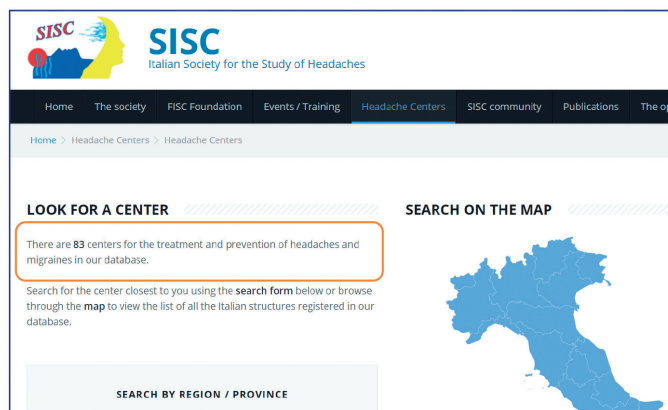 SISC
SISC
Italian Society for the Study of Headaches
Home The society FISC Foundation Events / Training Headache Centers SISC community Publications The op
Home > Headache Centers > Headache Centers
LOOK FOR A CENTER
There are 83 centers for the treatment and prevention of headaches and
migraines in our database.
Search for the center closest to you using the search form below or browse
through the map to view the list of all the Italian structures registered in our
database.
SEARCH BY REGION / PROVINCE
SEARCH ON THE MAP